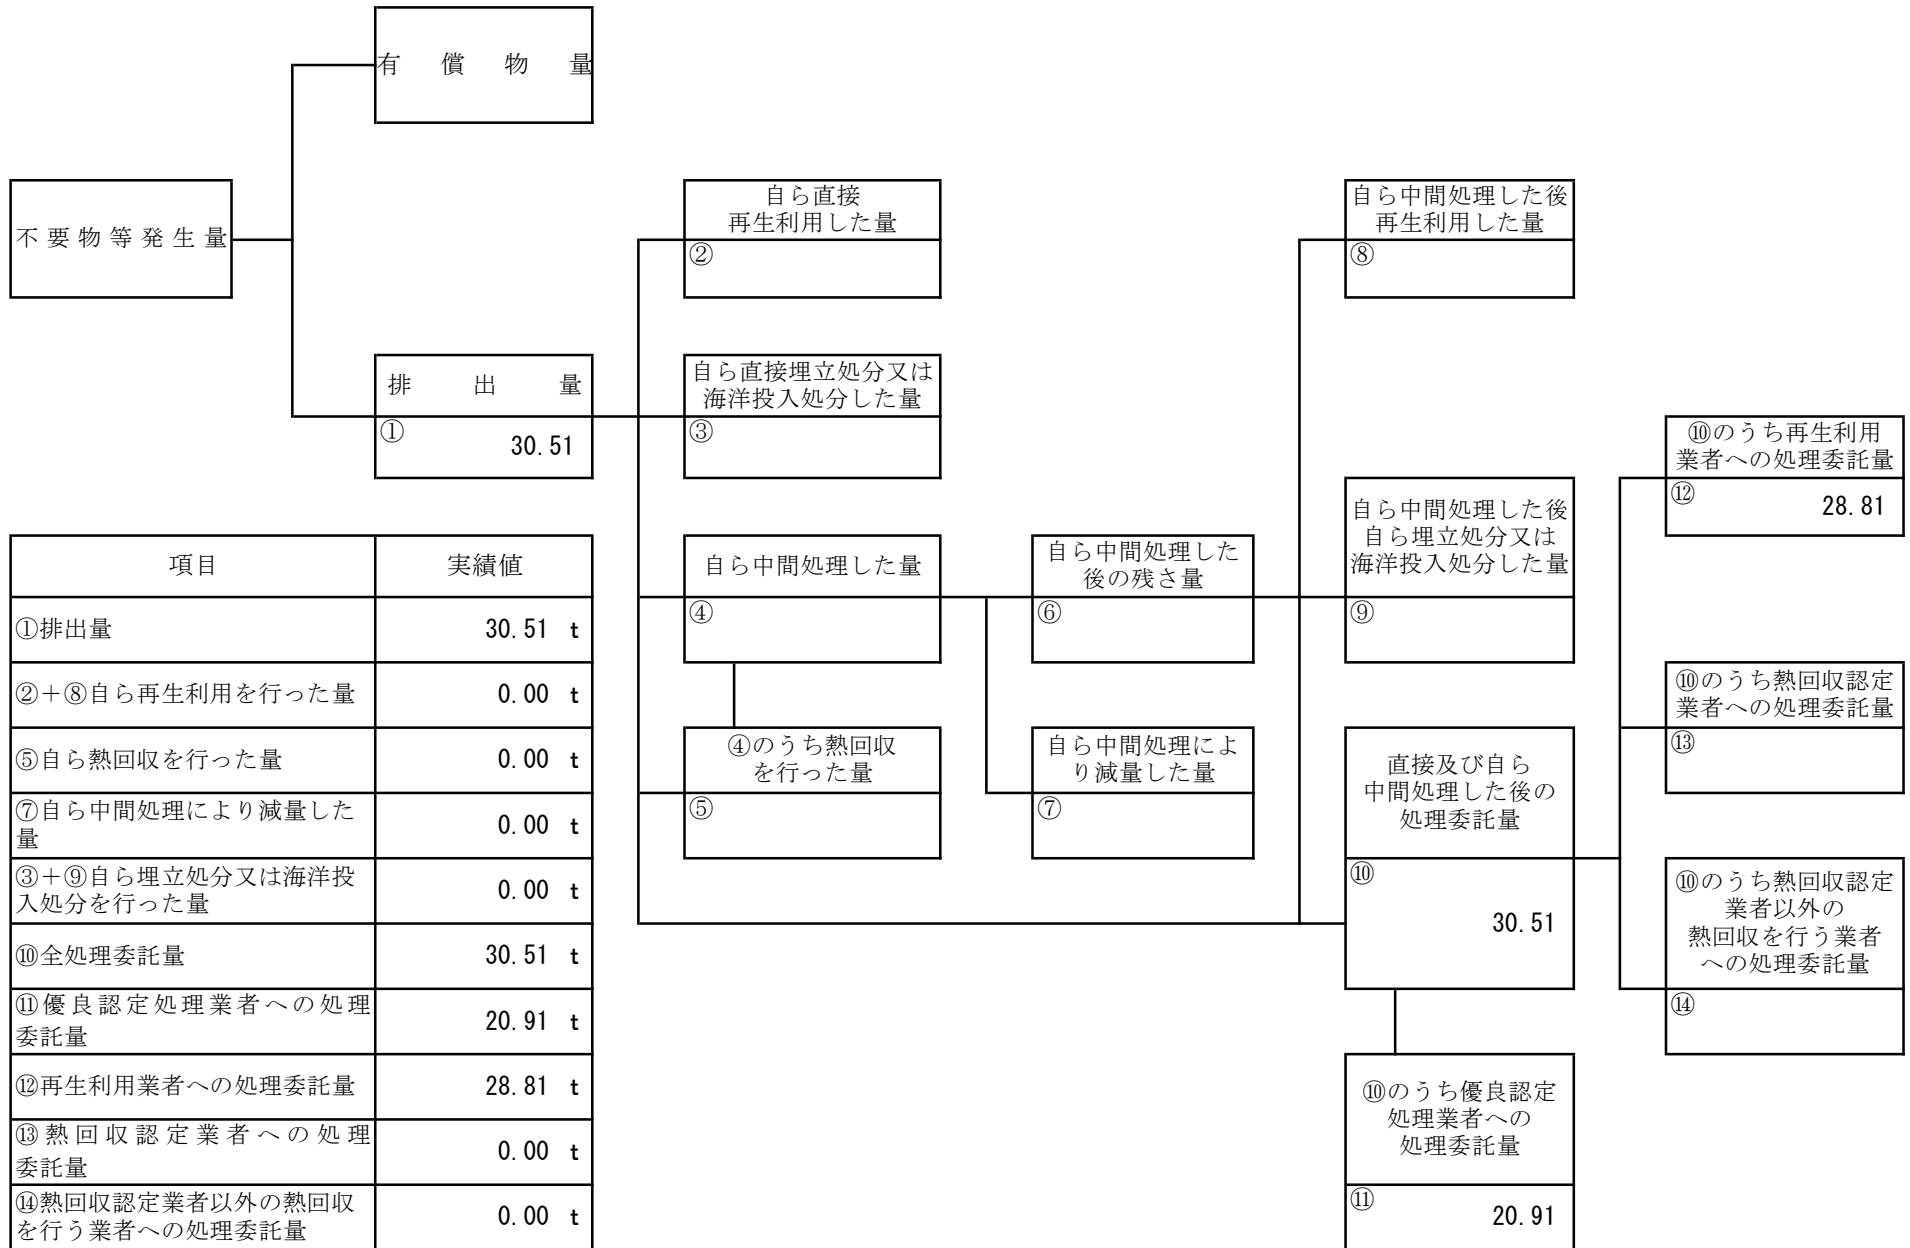 有償物量
不要物等発生量
自ら直接
再生利用した量
②
自ら中間処理した後
再生利用した量
⑧
排出量
①
30.51
自ら直接埋立処分又は
海洋投入処分した量
③
⑩のうち再生利用
業者への処理委託量
⑫
28.81
自ら中間処理した量
④
自ら中間処理した
後の残さ量
⑥
自ら中間処理した後
自ら埋立処分又は
海洋投入処分した量
⑨
⑩のうち熱回収認定
業者への処理委託量
⑬
④のうち熱回収
を行った量
⑤
自ら中間処理によ
り減量した量
⑦
直接及び自ら
中間処理した後の
処理委託量
⑩
30.51
⑩のうち熱回収認定
業者以外の
熱回収を行う業者
への処理委託量
⑭
⑩のうち優良認定
処理業者への
処理委託量
⑪
20.91
項目 実績値
①排出量 30.51 t
②＋⑧自ら再生利用を行った量 0.00 t
⑤自ら熱回収を行った量 0.00 t
⑦自ら中間処理により減量した
量 0.00 t
③＋⑨自ら埋立処分又は海洋投
入処分を行った量 0.00 t
⑩全処理委託量 30.51 t
⑪優良認定処理業者への処理
委託量 20.91 t
⑫再生利用業者への処理委託量 28.81 t
⑬熱回収認定業者への処理
委託量 0.00 t
⑭熱回収認定業者以外の熱回収
を行う業者への処理委託量 0.00 t